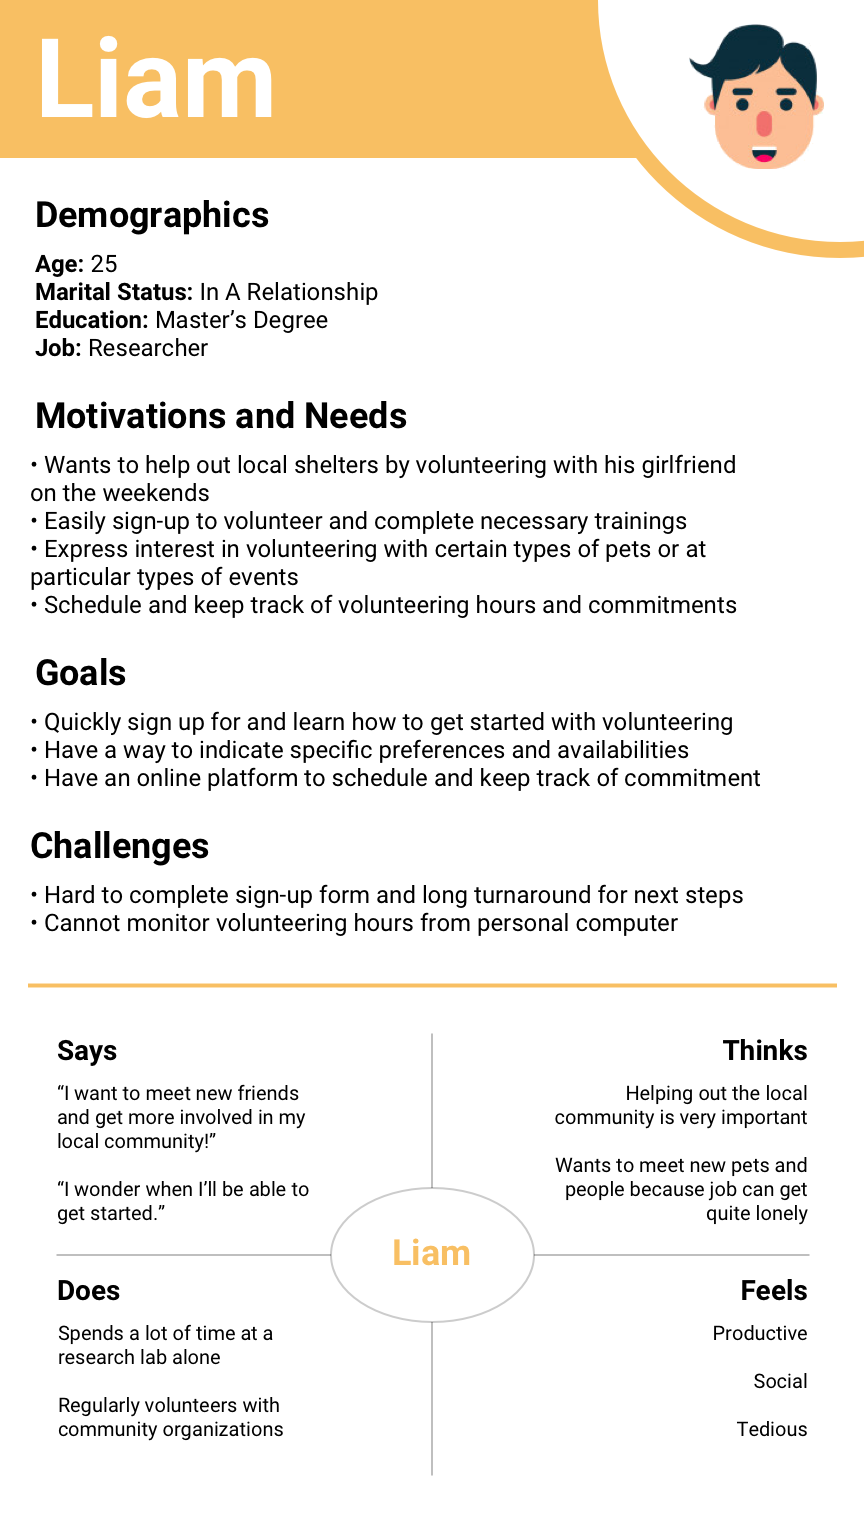 Liam
Demographics
Age: 25
Marital Status: In A Relationship
Education: Master’s Degree
Job: Researcher
Motivations and Needs
• Wants to help out local shelters by volunteering with his girlfriend
on the weekends
• Easily sign-up to volunteer and complete necessary trainings
• Express interest in volunteering with certain types of pets or at
particular types of events
• Schedule and keep track of volunteering hours and commitments
Goals
• Quickly sign up for and learn how to get started with volunteering
• Have a way to indicate specific preferences and availabilities
• Have an online platform to schedule and keep track of commitment
Challenges
• Hard to complete sign-up form and long turnaround for next steps
• Cannot monitor volunteering hours from personal computer
Says
“I want to meet new friends
and get more involved in my
local community!”
“I wonder when I’ll be able to
get started.”
Thinks
Helping out the local
community is very important
Wants to meet new pets and
people because job can get
quite lonely
Liam
Does
Spends a lot of time at a
research lab alone
Regularly volunteers with
community organizations
Feels
Productive
Social
Tedious